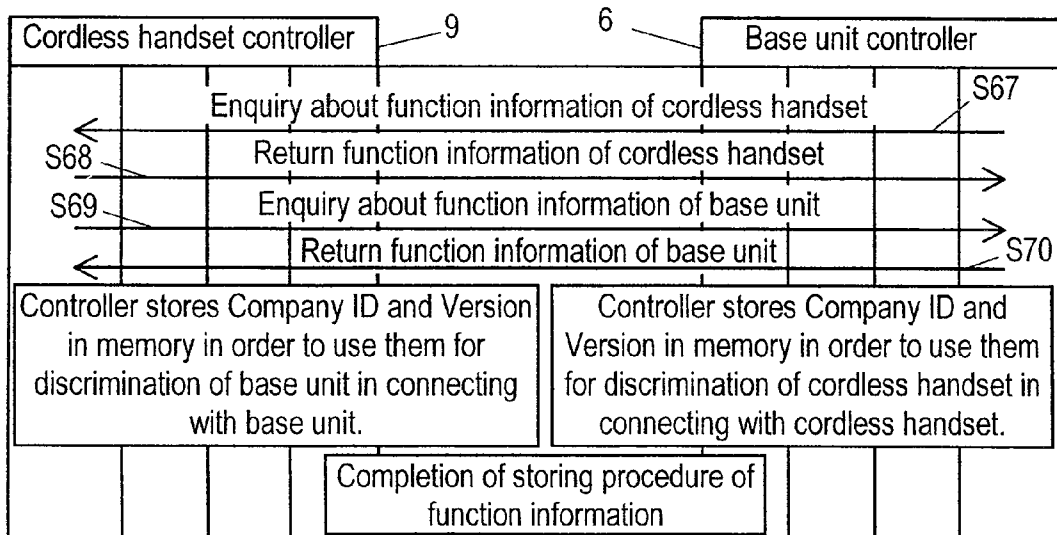 Cordless handset controller
9
6
Base unit controller
Enquiry about function information of cordless handset
S67
S68
Return function information of cordless handset
S69
Enquiry about function information of base unit
Return function information of base unit
S70
Controller stores Company ID and Version
in memory in order to use them for
discrimination of base unit in connecting
with base unit.
Controller stores Company ID and
Version in memory in order to use them
for discrimination of cordless handset in
connecting with cordless handset.
Completion of storing procedure of
function information